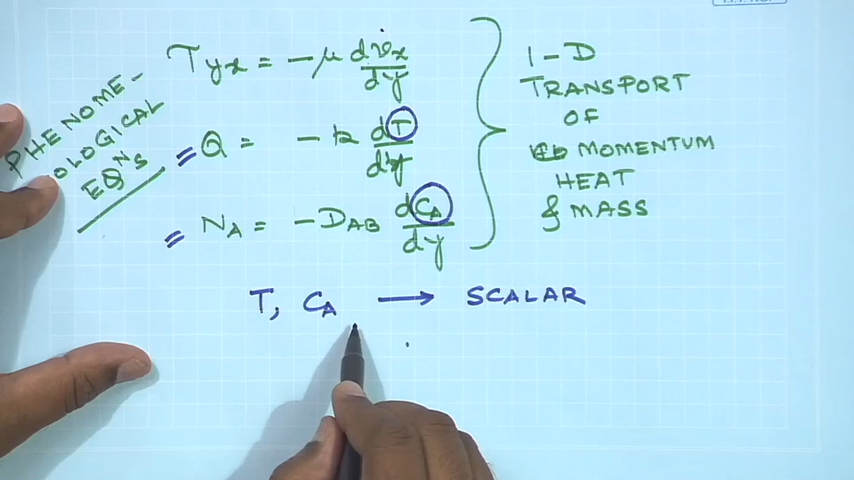 τyx = -μ dvx/dy
Q = -k dT/dy
NA = -DAB dCA/dy
PHENOME-
OLOGICAL
EQNS
1-D
TRANSPORT
OF
MOMENTUM
HEAT
& MASS
T, CA → SCALAR